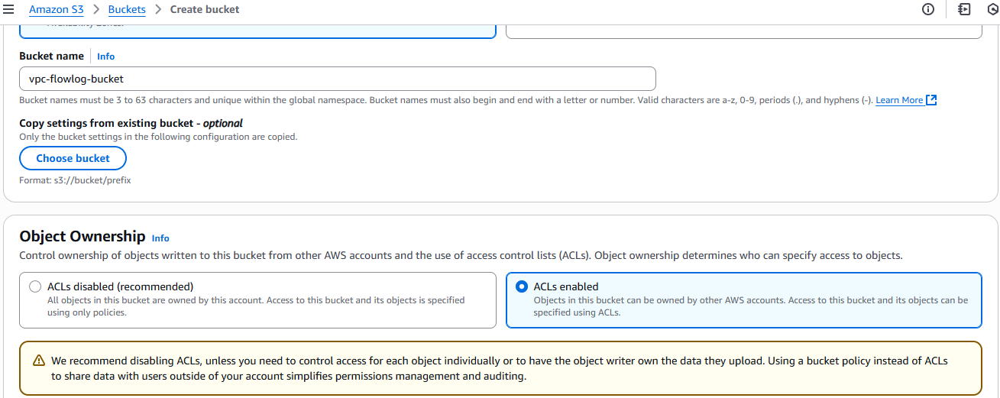 Amazon S3 > Buckets > Create bucket
Availability Zones.
Bucket name Info
vpc-flowlog-bucket
Bucket names must be 3 to 63 characters and unique within the global namespace. Bucket names must also begin and end with a letter or number. Valid characters are a-z, 0-9, periods (.), and hyphens (-). Learn More
Copy settings from existing bucket - optional
Only the bucket settings in the following configuration are copied.
Choose bucket
Format: s3://bucket/prefix
Object Ownership Info
Control ownership of objects written to this bucket from other AWS accounts and the use of access control lists (ACLs). Object ownership determines who can specify access to objects.
ACLs disabled (recommended)
All objects in this bucket are owned by this account. Access to this bucket and its objects is specified
using only policies.
ACLs enabled
Objects in this bucket can be owned by other AWS accounts. Access to this bucket and its objects can be
specified using ACLs.
We recommend disabling ACLs, unless you need to control access for each object individually or to have the object writer own the data they upload. Using a bucket policy instead of ACLs
to share data with users outside of your account simplifies permissions management and auditing.